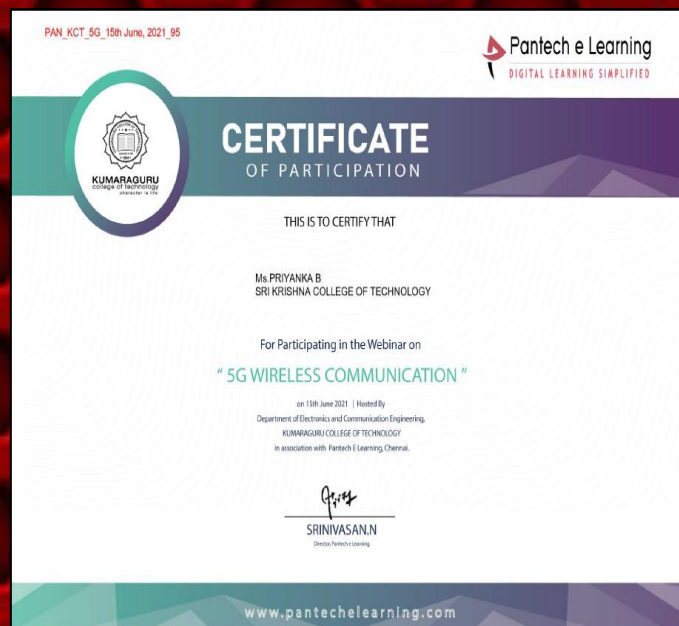 PAN_KCT_5G_15th June, 2021_95
Pantech e Learning
DIGITAL LEARNING SIMPLIFIED
KUMARAGURU
college of technology
character is life
CERTIFICATE
OF PARTICIPATION
THIS IS TO CERTIFY THAT
Ms.PRIYANKA B
SRI KRISHNA COLLEGE OF TECHNOLOGY
For Participating in the Webinar on
" 5G WIRELESS COMMUNICATION "
on 15th June 2021 | Hosted By
Department of Electronics and Communication Engineering,
KUMARAGURU COLLEGE OF TECHNOLOGY
in association with Pantech E Learning, Chennai.
SRINIVASAN.N
Director, Pantech e Learning
www.pantechelearning.com